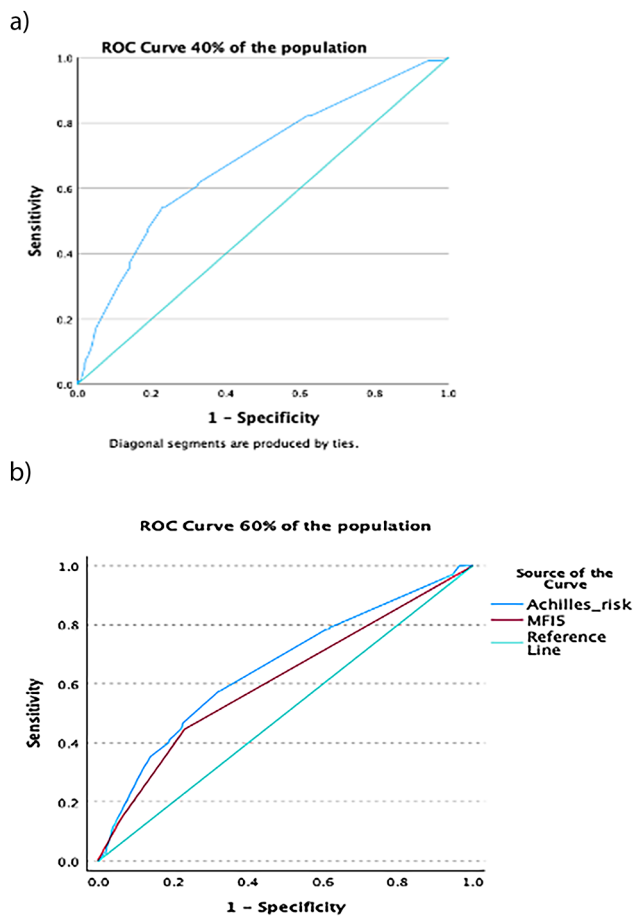 a)
ROC Curve 40% of the population
1.0
0.8
0.6
0.4
0.2
0.0
Sensitivity
0.0 0.2 0.4 0.6 0.8 1.0
1 - Specificity
Diagonal segments are produced by ties.
b)
ROC Curve 60% of the population
1.0
0.8
0.6
0.4
0.2
0.0
Sensitivity
0.0 0.2 0.4 0.6 0.8 1.0
1 - Specificity
Source of the
Curve
Achilles_risk
MFIS
Reference
Line